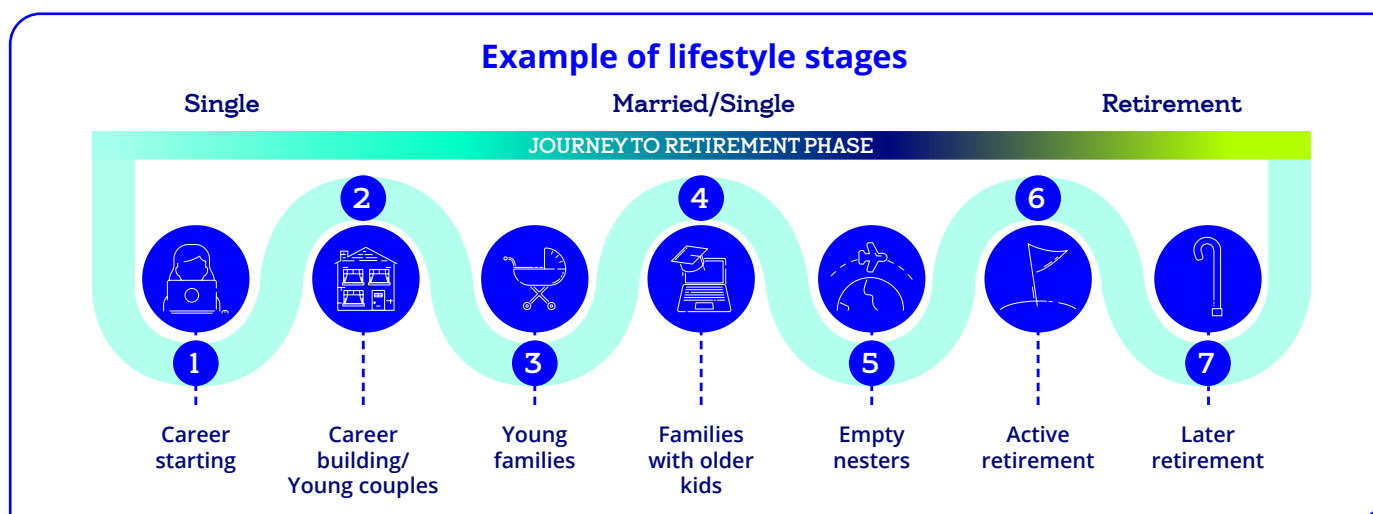 Example of lifestyle stages
Single
Married/Single
Retirement
JOURNEY TO RETIREMENT PHASE
1
2
3
4
5
6
7
Career
starting
Career
building/
Young couples
Young
families
Families
with older
kids
Empty
nesters
Active
retirement
Later
retirement